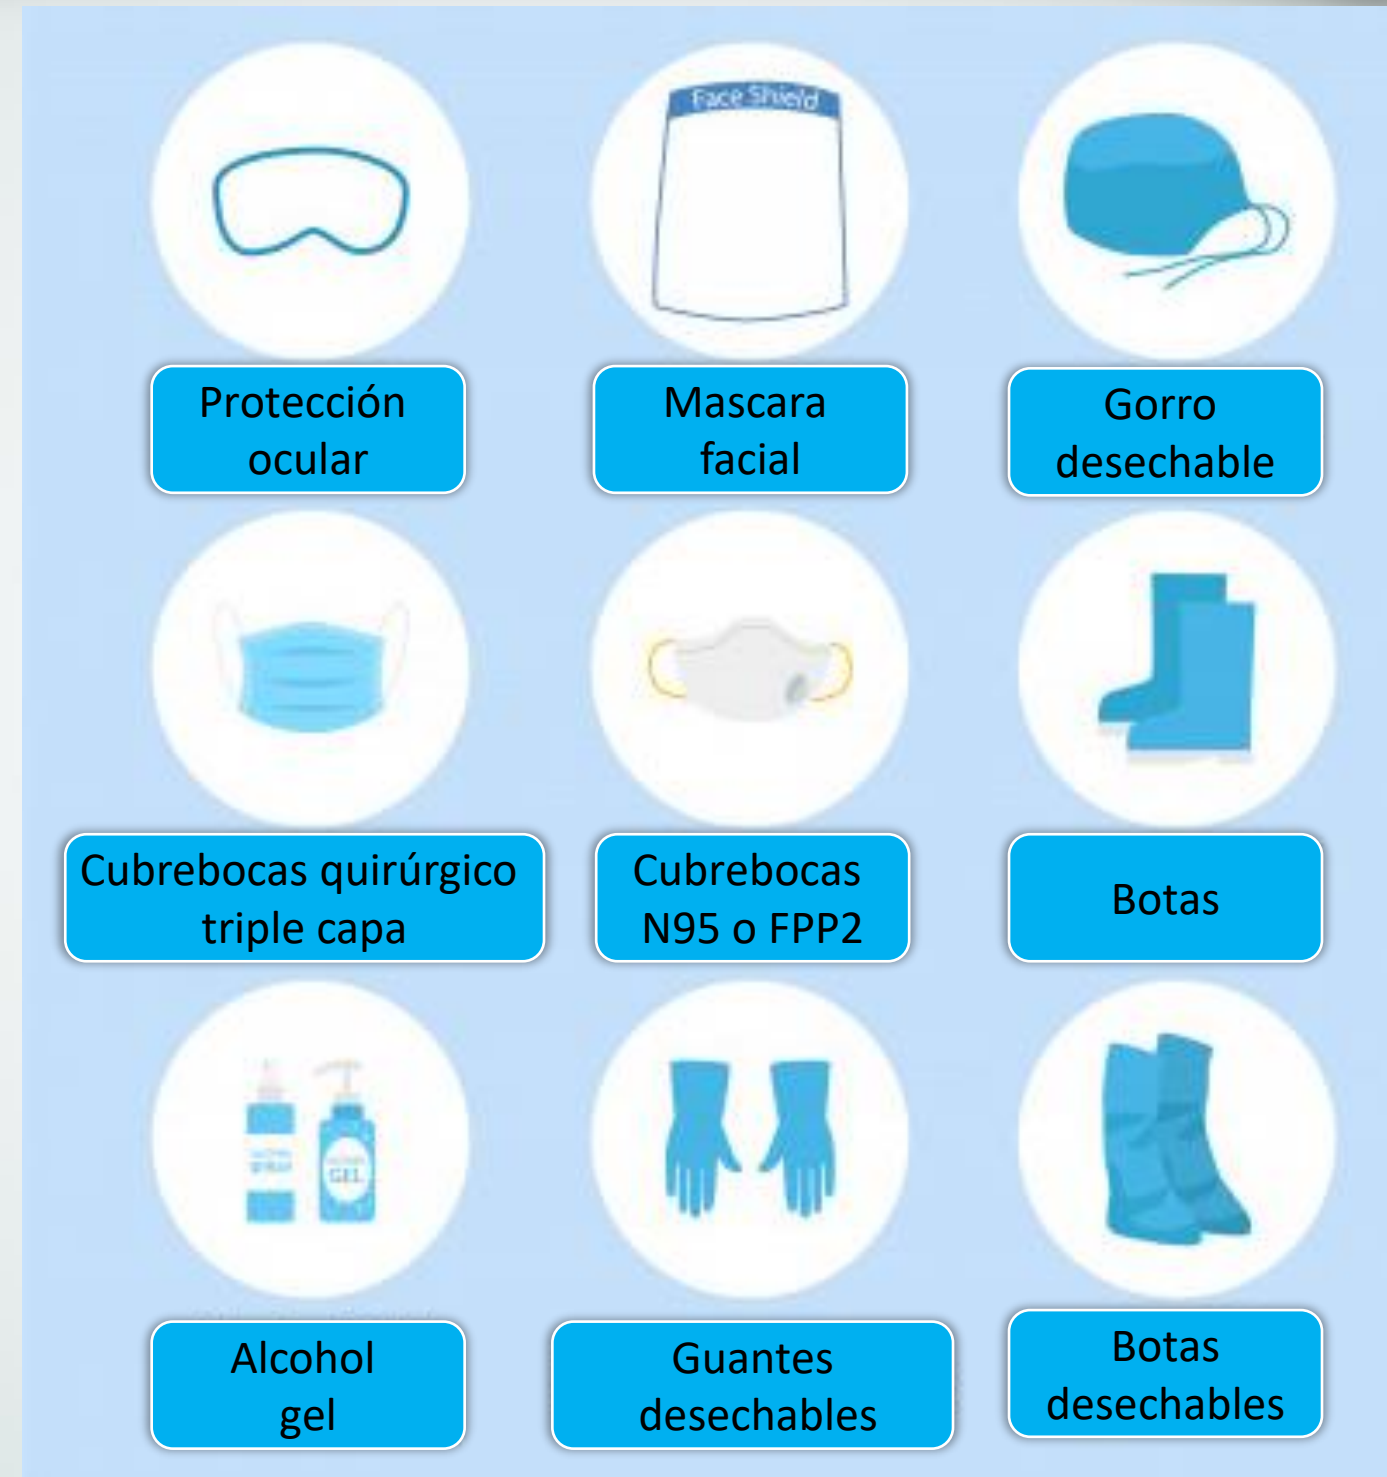 Face Shield
Protección
ocular
Mascara
facial
Gorro
desechable
Cubrebocas quirúrgico
triple capa
Cubrebocas
N95 o FPP2
Botas
SPRAY
GEL
Alcohol
gel
Guantes
desechables
Botas
desechables